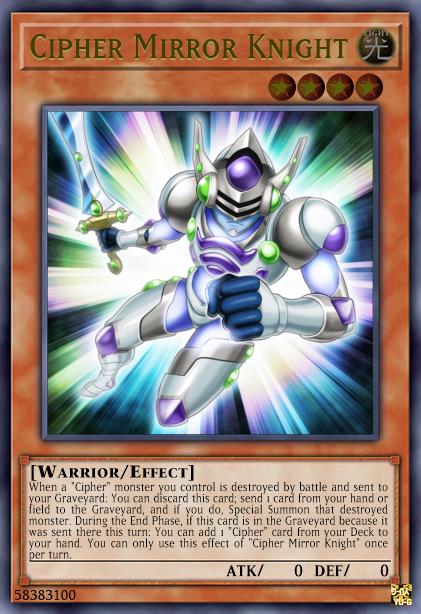 CIPHER MIRROR KNIGHT
LIGHT
光
[WARRIOR/EFFECT]
When a "Cipher" monster you control is destroyed by battle and sent to
your Graveyard: You can discard this card; send 1 card from your hand or
field to the Graveyard, and if you do, Special Summon that destroyed
monster. During the End Phase, if this card is in the Graveyard because it
was sent there this turn: You can add 1 "Cipher" card from your Deck to
your hand. You can only use this effect of "Cipher Mirror Knight" once
per turn.
ATK/ 0 DEF/ 0
58383100